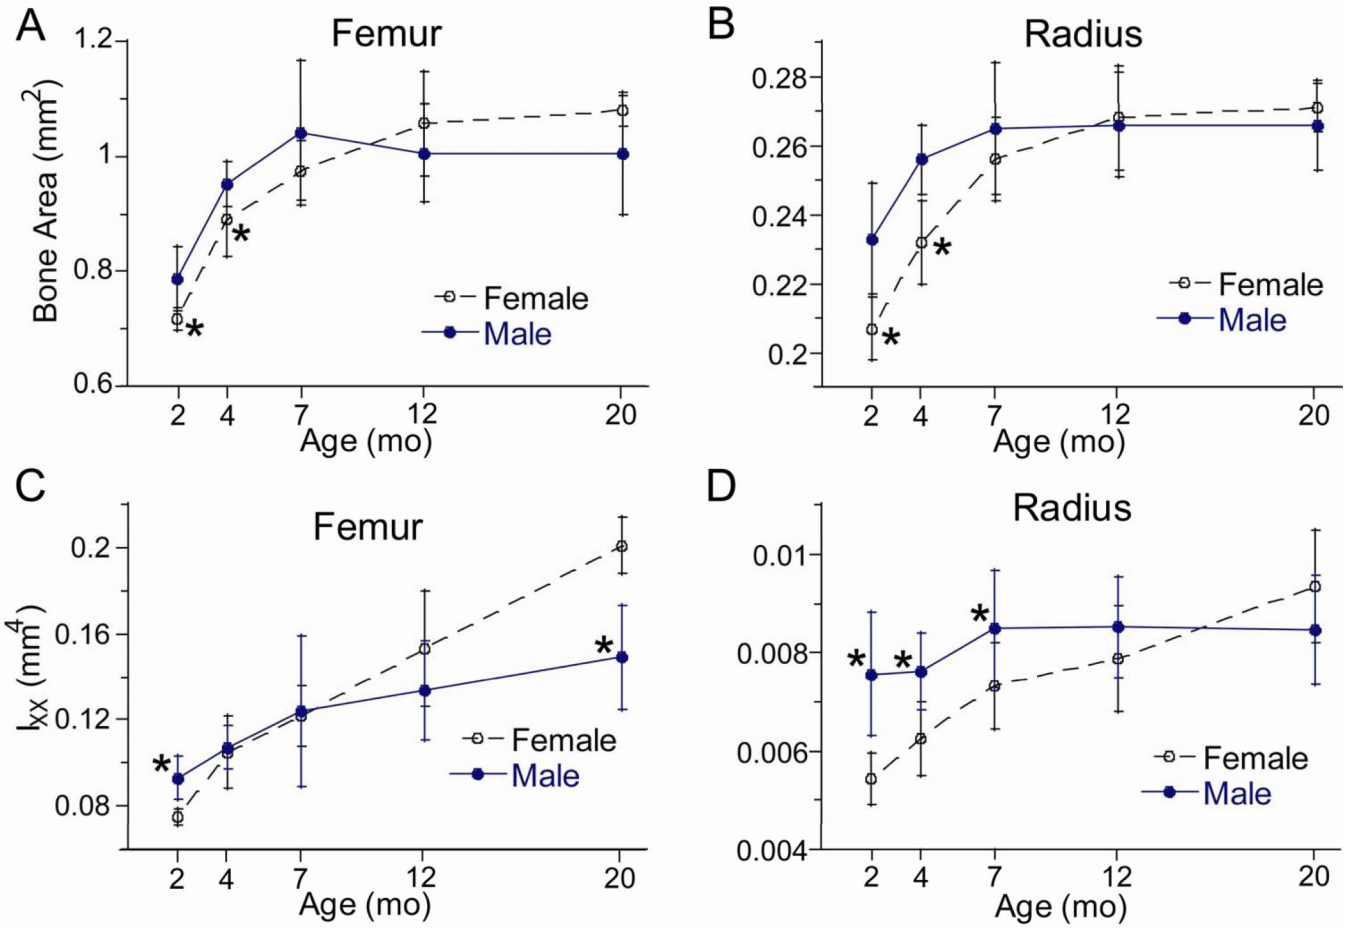 A
Femur
1.2
1
0.8
0.6
Bone Area (mm2)
*
*
Female
Male
2 4 7 12 20
Age (mo)
B
Radius
0.28
0.26
0.24
0.22
0.2
*
*
Female
Male
2 4 7 12 20
Age (mo)
C
Femur
0.2
0.16
0.12
0.08
IXX (mm4)
*
*
Female
Male
2 4 7 12 20
Age (mo)
D
Radius
0.01
0.008
0.006
0.004
*
*
*
Female
Male
2 4 7 12 20
Age (mo)